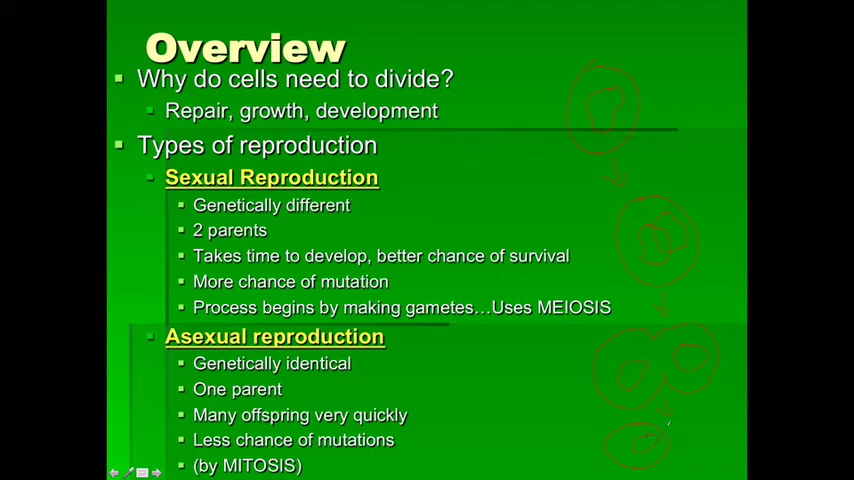 Overview
Why do cells need to divide?
Repair, growth, development
Types of reproduction
Sexual Reproduction
Genetically different
2 parents
Takes time to develop, better chance of survival
More chance of mutation
Process begins by making gametes…Uses MEIOSIS
Asexual reproduction
Genetically identical
One parent
Many offspring very quickly
Less chance of mutations
(by MITOSIS)